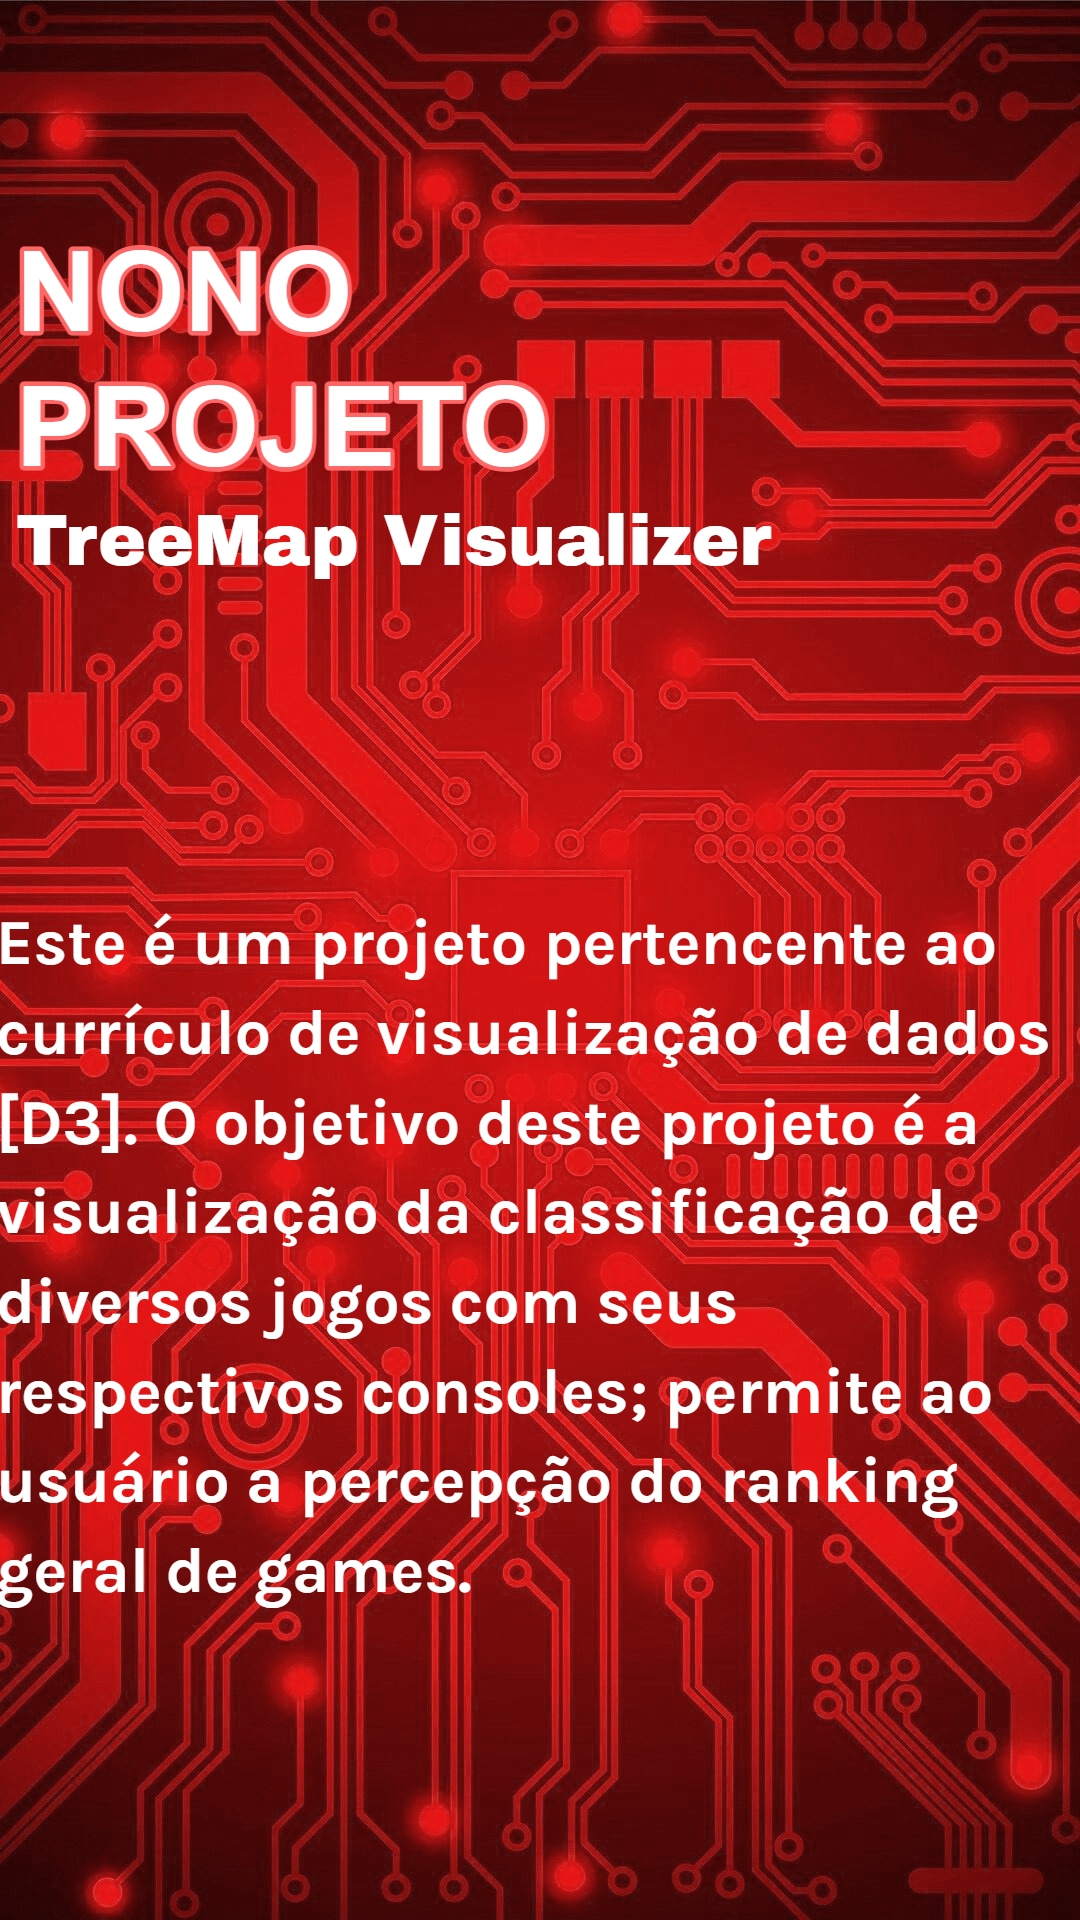 NONO
PROJETO
TreeMap Visualizer
Este é um projeto pertencente ao
currículo de visualização de dados
[D3]. O objetivo deste projeto é a
visualização da classificação de
diversos jogos com seus
respectivos consoles; permite ao
usuário a percepção do ranking
geral de games.